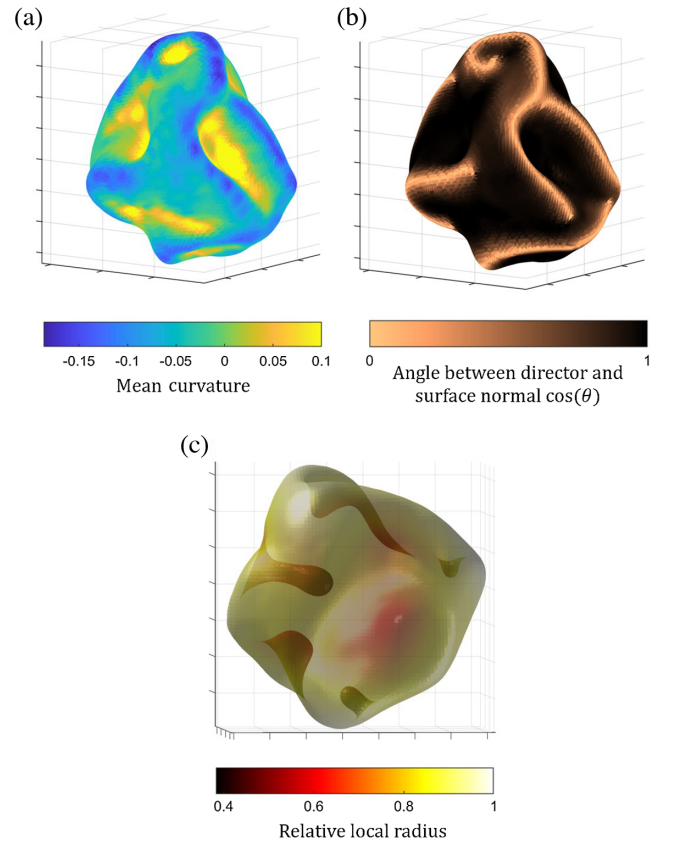 (a)
(b)
-0.15 -0.1 -0.05 0 0.05 0.1
Mean curvature
0 1
Angle between director and
surface normal cos(θ)
(c)
0.4 0.6 0.8 1
Relative local radius